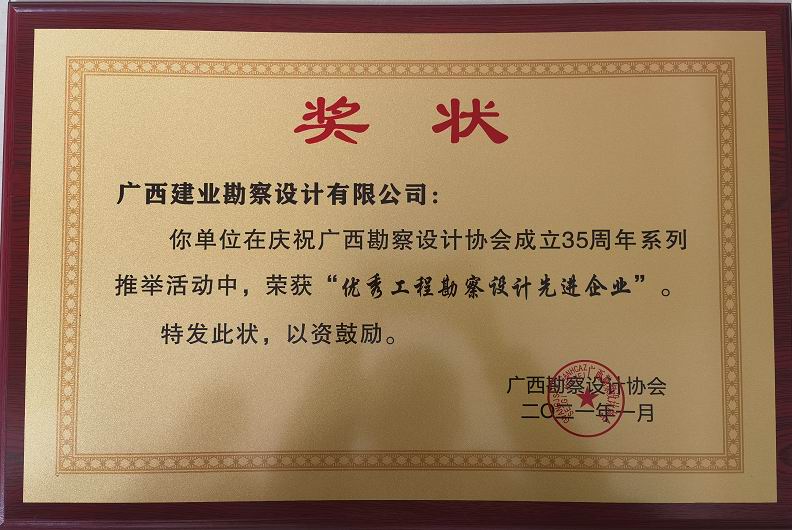 奖状
广西建业勘察设计有限公司：
你单位在庆祝广西勘察设计协会成立35周年系列
推举活动中，荣获“优秀工程勘察设计先进企业”。
特发此状，以资鼓励。
广西勘察设计协会
二〇二一年一月